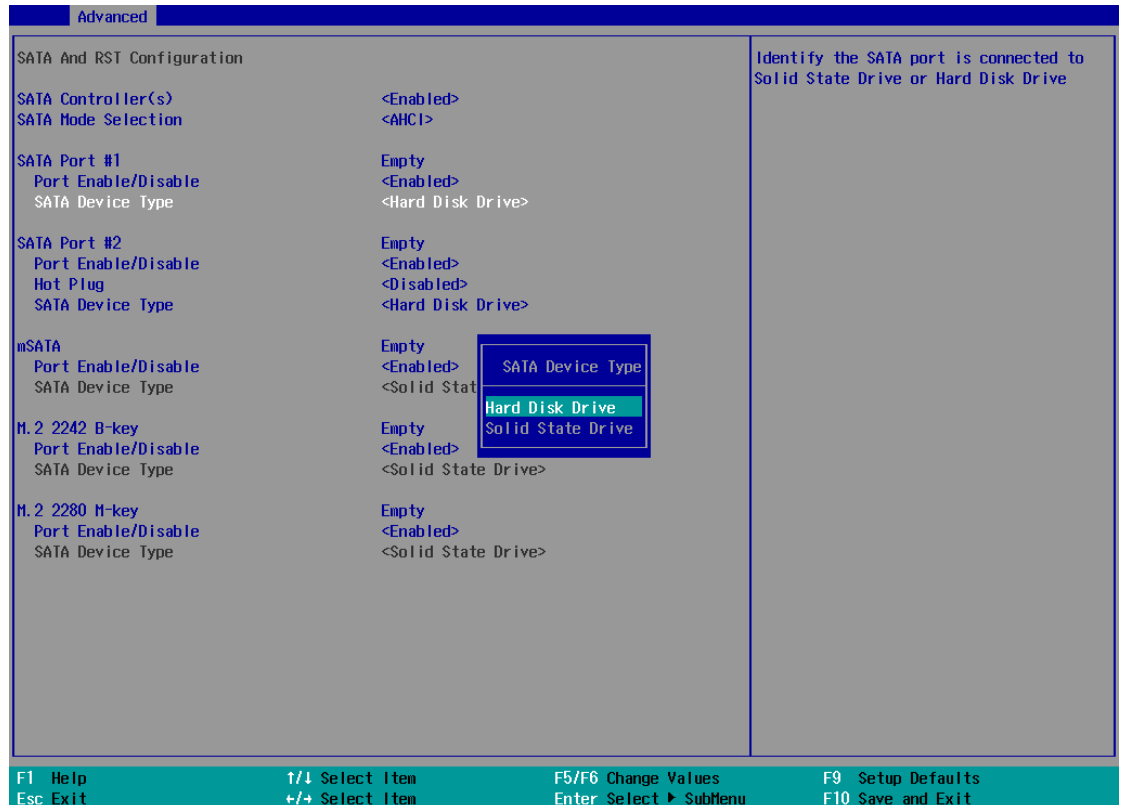 Advanced
SATA And RST Configuration
Identify the SATA port is connected to
Solid State Drive or Hard Disk Drive
SATA Controller(s) <Enabled>
SATA Mode Selection <AHCI>
SATA Port #1 Empty
Port Enable/Disable <Enabled>
SATA Device Type <Hard Disk Drive>
SATA Port #2 Empty
Port Enable/Disable <Enabled>
Hot Plug <Disabled>
SATA Device Type <Hard Disk Drive>
mSATA Empty
Port Enable/Disable <Enabled>
SATA Device Type <Solid Stat
SATA Device Type
Hard Disk Drive
Solid State Drive
M.2 2242 B-key Empty
Port Enable/Disable <Enabled>
SATA Device Type <Solid State Drive>
M.2 2280 M-key Empty
Port Enable/Disable <Enabled>
SATA Device Type <Solid State Drive>
F1 Help ↑/↓ Select Item F5/F6 Change Values F9 Setup Defaults
Esc Exit ←/→ Select Item Enter Select ▶ SubMenu F10 Save and Exit